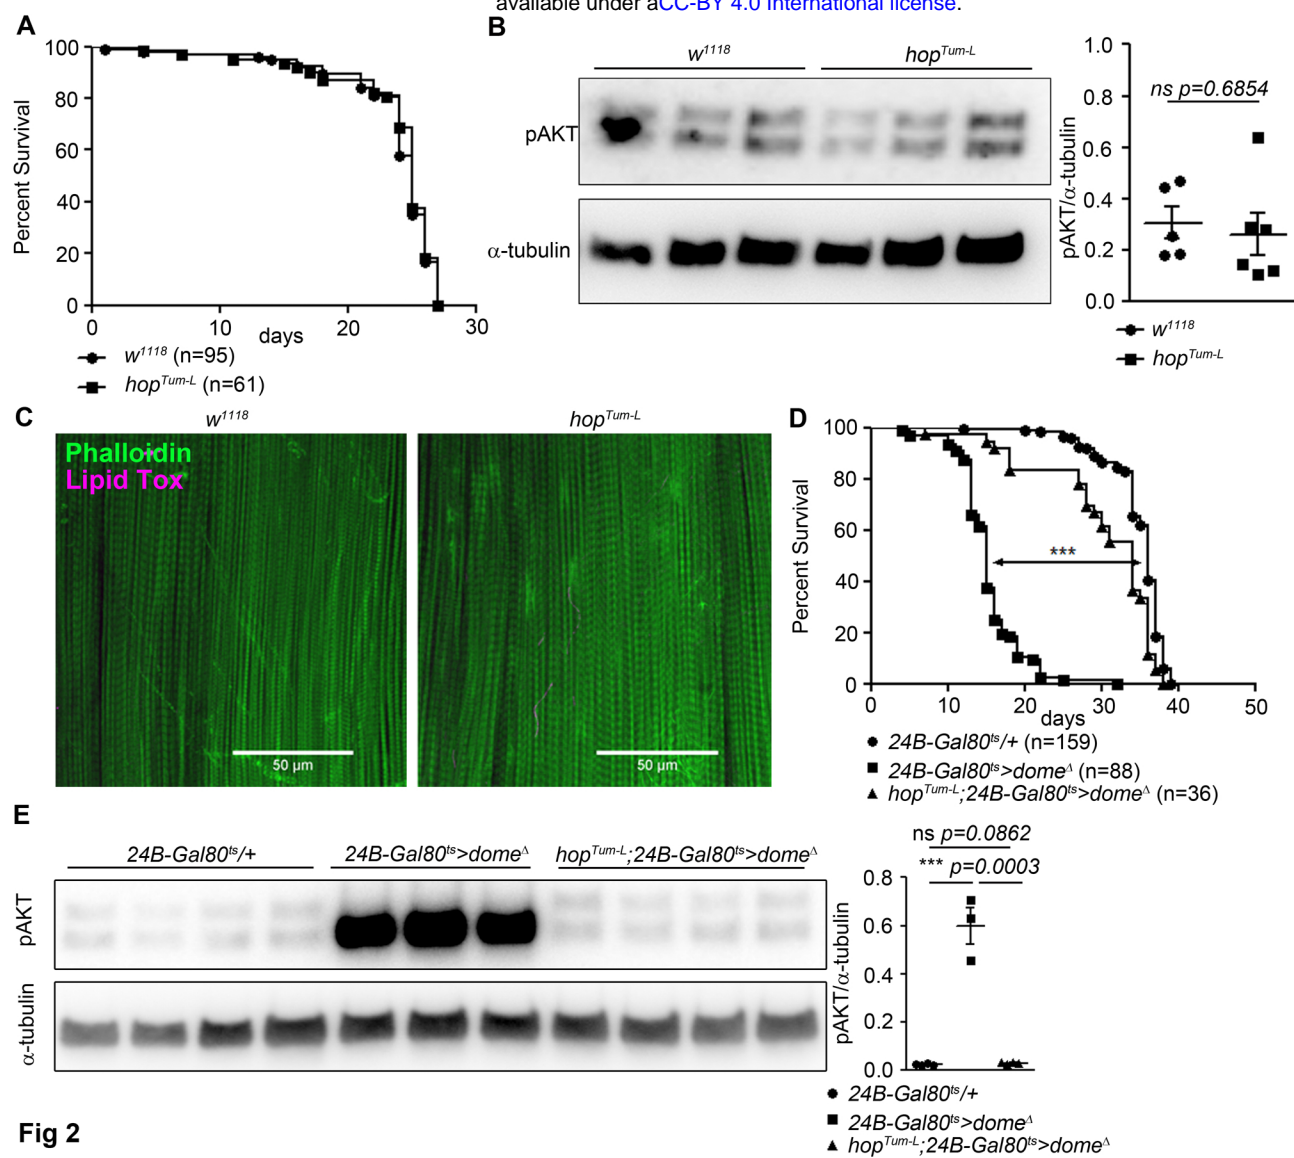 available under aCC-BY 4.0 International license.
A
Percent Survival
100
80
60
40
20
0
0 10 20 30
days
w1118 (n=95)
hopTum-L (n=61)
B
w1118 hopTum-L
pAKT
α-tubulin
pAKT/α-tubulin
1.0
0.8
0.6
0.4
0.2
0.0
ns p=0.6854
w1118
hopTum-L
C
w1118 hopTum-L
Phalloidin
Lipid Tox
50 µm 50 µm
D
Percent Survival
100
80
60
40
20
0
***
0 10 20 30 40 50
days
24B-Gal80ts/+ (n=159)
24B-Gal80ts>domeΔ (n=88)
hopTum-L;24B-Gal80ts>domeΔ (n=36)
E
24B-Gal80ts/+ 24B-Gal80ts>domeΔ hopTum-L;24B-Gal80ts>domeΔ
pAKT
α-tubulin
pAKT/α-tubulin
ns p=0.0862
*** p=0.0003
0.8
0.6
0.4
0.2
0.0
24B-Gal80ts/+
24B-Gal80ts>domeΔ
hopTum-L;24B-Gal80ts>domeΔ
Fig 2